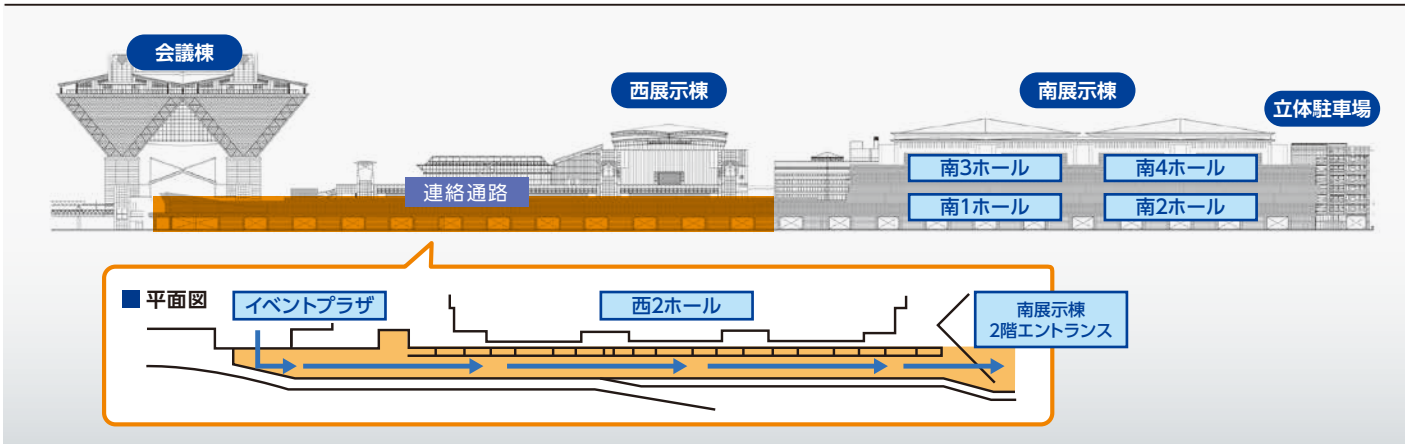 会議棟
西展示棟
南展示棟
立体駐車場
南3ホール
南4ホール
連絡通路
南1ホール
南2ホール
平面図
イベントプラザ
西2ホール
南展示棟
2階エントランス